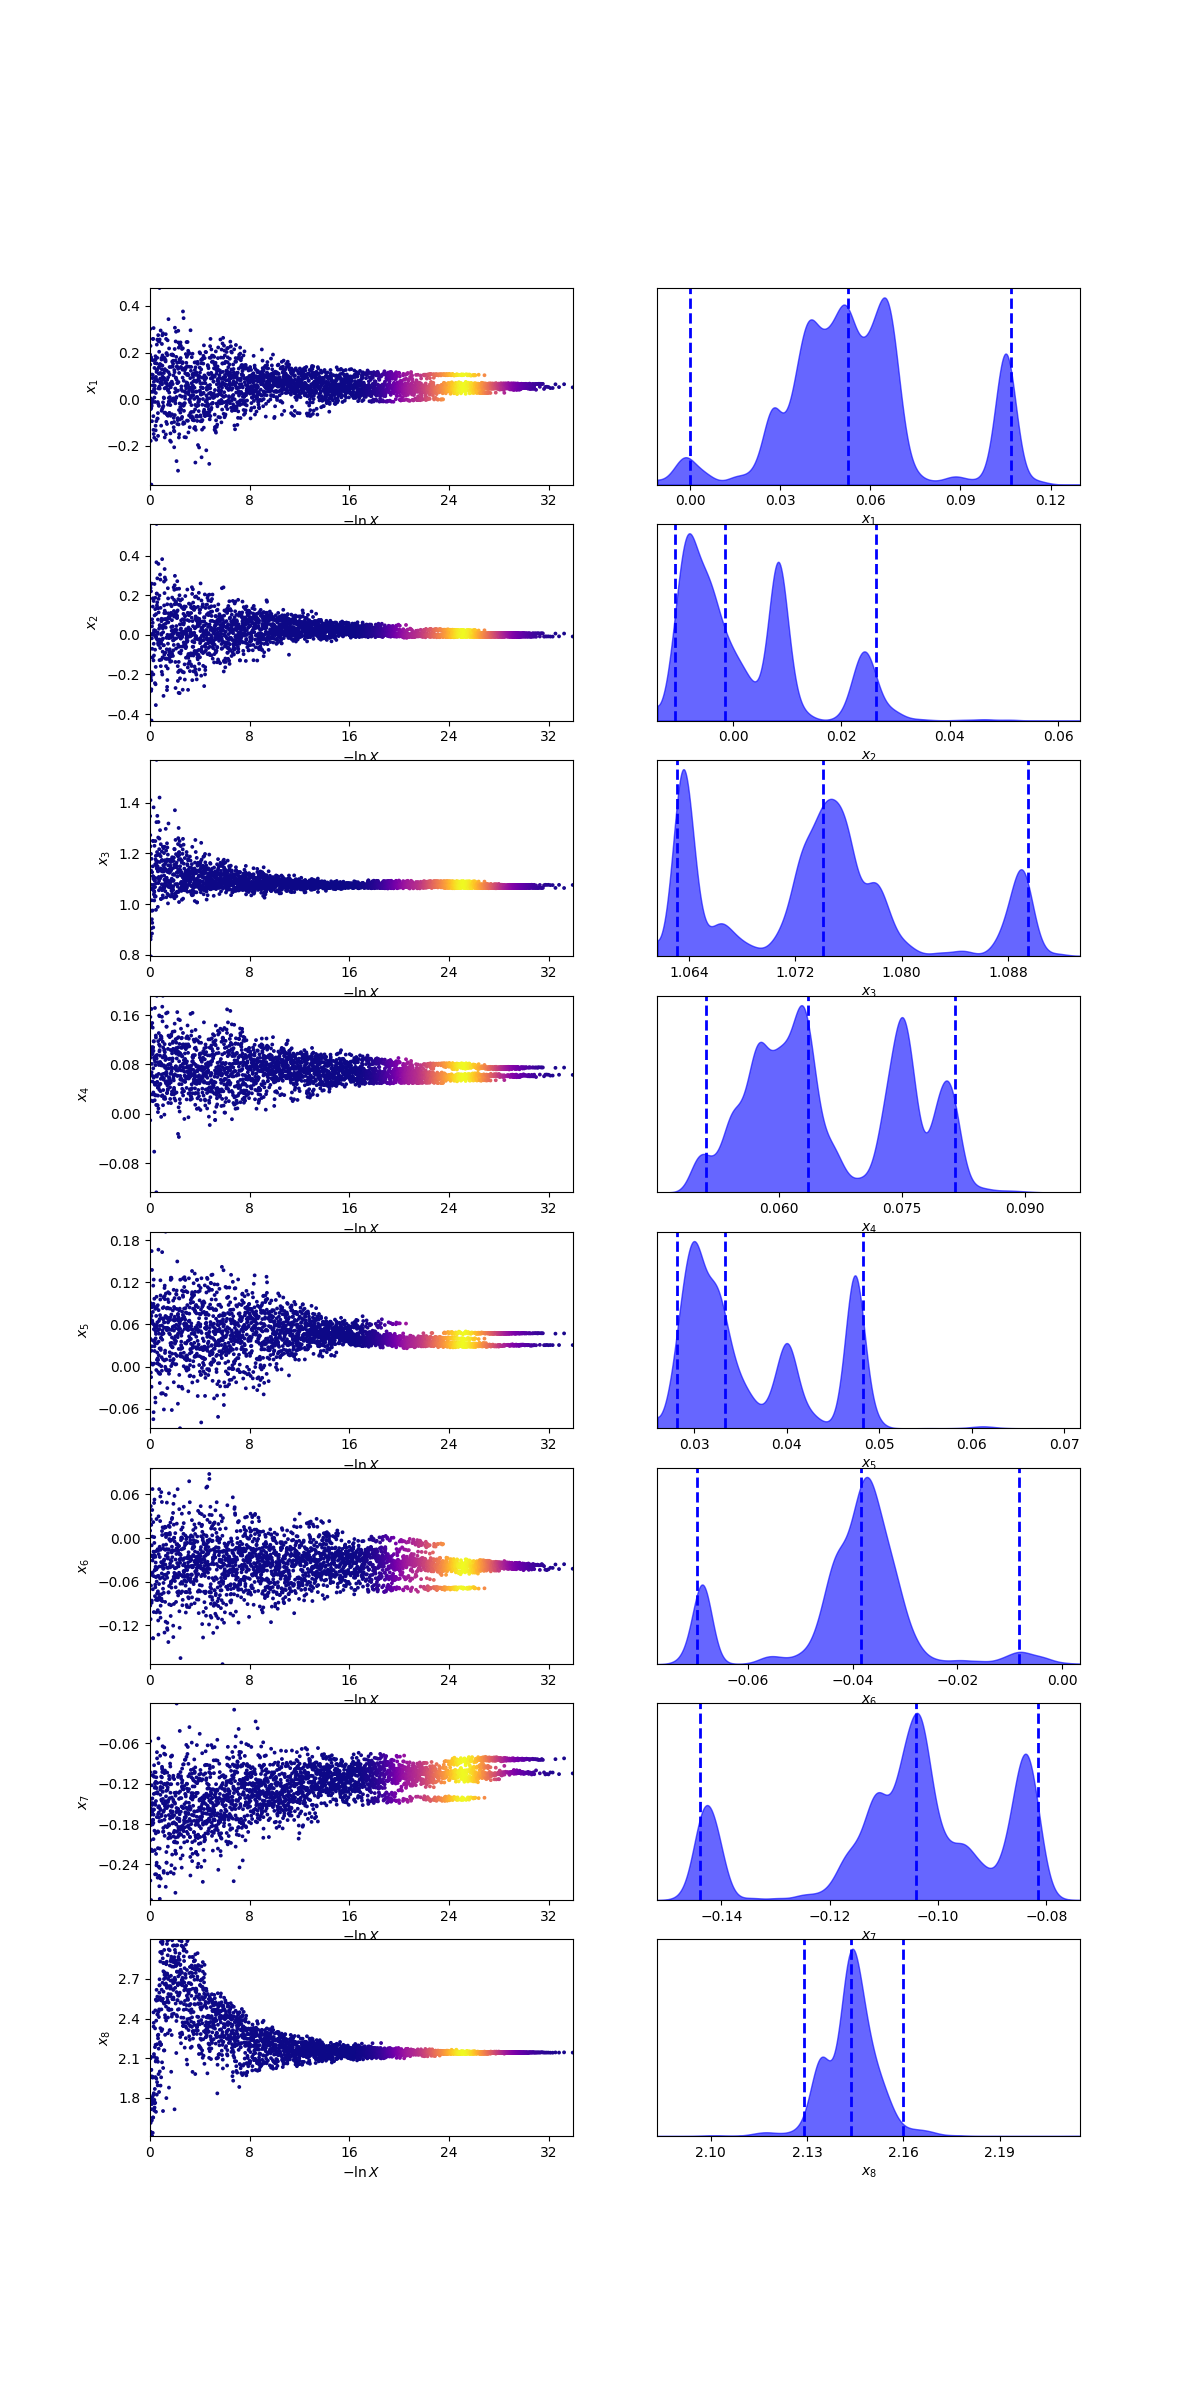 0.4
0.2
0.0
−0.2
x₁
0 8 16 24 32
−ln X
0.00 0.03 0.06 0.09 0.12
x₁
0.4
0.2
0.0
−0.2
−0.4
x₂
0 8 16 24 32
−ln X
0.00 0.02 0.04 0.06
x₂
1.4
1.2
1.0
0.8
x₃
0 8 16 24 32
−ln X
1.064 1.072 1.080 1.088
x₃
0.16
0.08
0.00
−0.08
x₄
0 8 16 24 32
−ln X
0.060 0.075 0.090
x₄
0.18
0.12
0.06
0.00
−0.06
x₅
0 8 16 24 32
−ln X
0.03 0.04 0.05 0.06 0.07
x₅
0.06
0.00
−0.06
−0.12
x₆
0 8 16 24 32
−ln X
−0.06 −0.04 −0.02 0.00
x₆
−0.06
−0.12
−0.18
−0.24
x₇
0 8 16 24 32
−ln X
−0.14 −0.12 −0.10 −0.08
x₇
2.7
2.4
2.1
1.8
x₈
0 8 16 24 32
−ln X
2.10 2.13 2.16 2.19
x₈